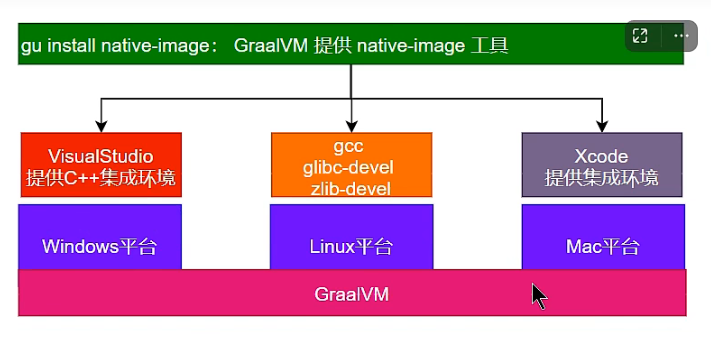 gu install native-image： GraalVM 提供 native-image 工具
VisualStudio
提供C++集成环境
gcc
glibc-devel
zlib-devel
Xcode
提供集成环境
Windows平台
Linux平台
Mac平台
GraalVM